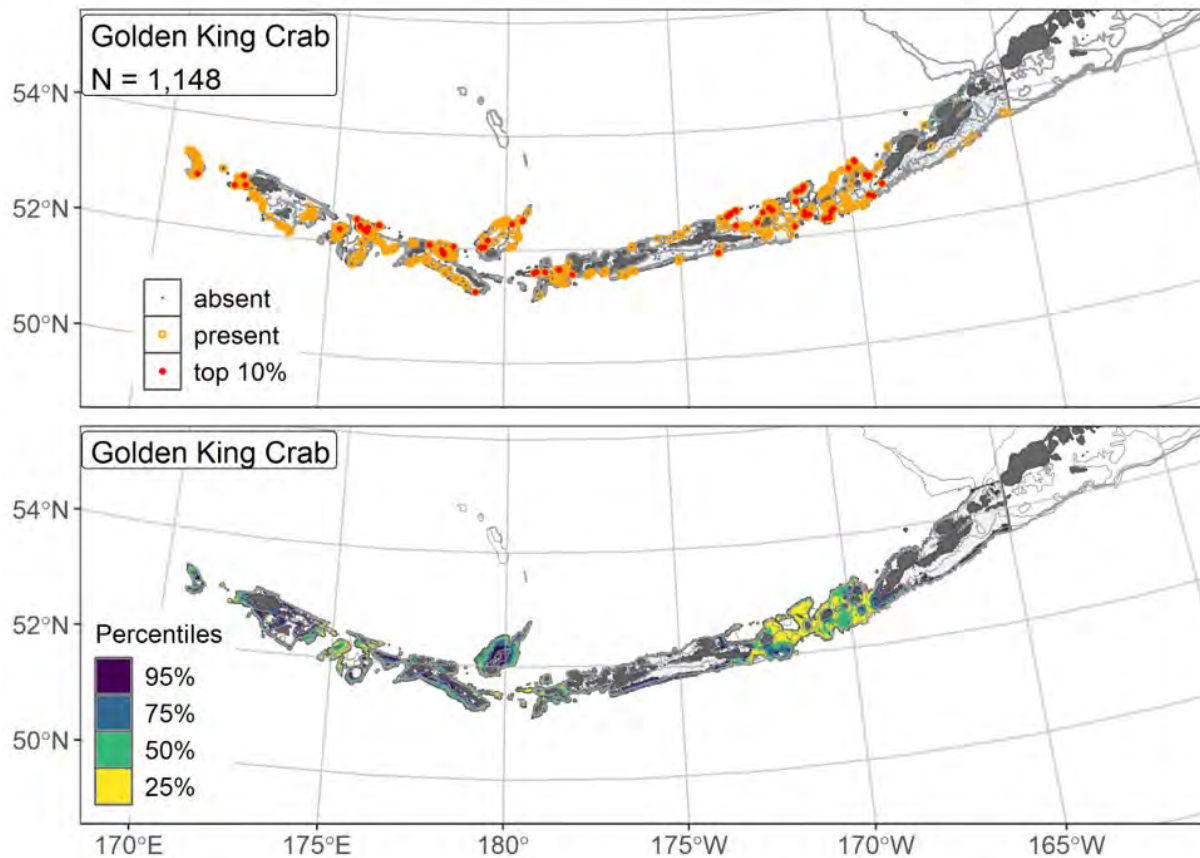 Golden King Crab
N = 1,148
54°N
52°N
50°N
absent
present
top 10%
Golden King Crab
54°N
52°N
50°N
Percentiles
95%
75%
50%
25%
170°E 175°E 180° 175°W 170°W 165°W